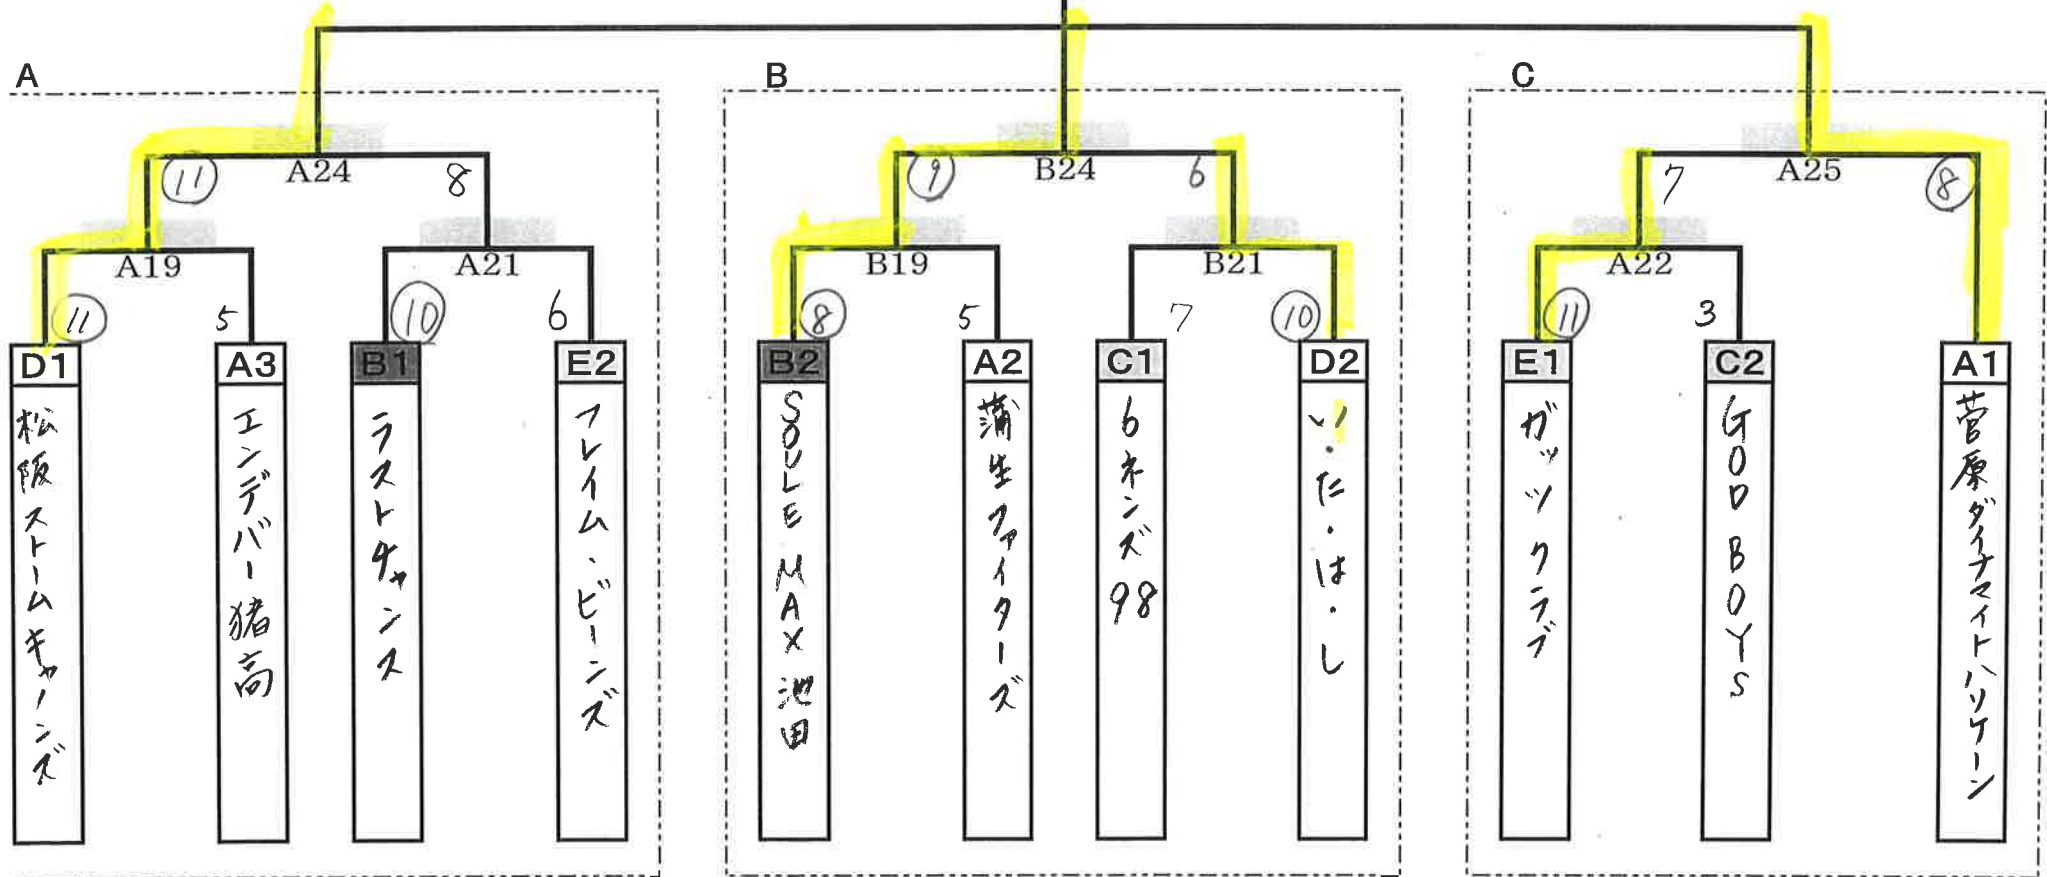 A
B
C
⑪ A24 8
⑨ B24 6
7 A25 ⑧
A19
A21
B19
B21
A22
⑪ 5 ⑩ 6
⑧ 5 7 ⑩
⑪ 3
D1 A3 B1 E2
B2 A2 C1 D2
E1 C2 A1
松阪ストームキャノンズ
エンデバー猪高
ラストチャンス
フレイム・ビーンズ
SOULE MAX 池田
蒲生ファイターズ
6ネンズ98
い・た・は・し
ガッツクラブ
GOD BOYS
菅原ダイナマイトハリケーン